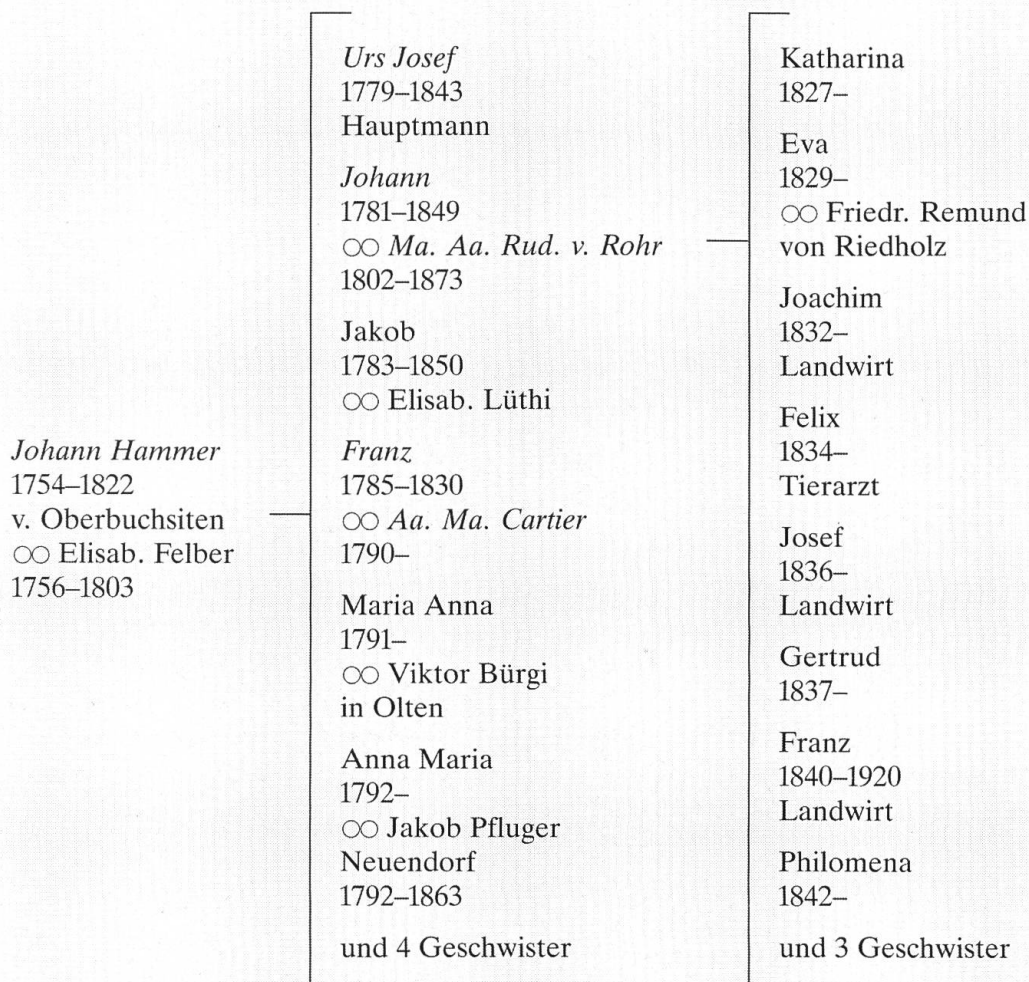 Johann Hammer
1754–1822
v. Oberbuchsiten
∞ Elisab. Felber
1756–1803
Urs Josef
1779–1843
Hauptmann
Johann
1781–1849
∞ Ma. Aa. Rud. v. Rohr
1802–1873
Jakob
1783–1850
∞ Elisab. Lüthi
Franz
1785–1830
∞ Aa. Ma. Cartier
1790–
Maria Anna
1791–
∞ Viktor Bürgi
in Olten
Anna Maria
1792–
∞ Jakob Pfluger
Neuendorf
1792–1863
und 4 Geschwister
Katharina
1827–
Eva
1829–
∞ Friedr. Remund
von Riedholz
Joachim
1832–
Landwirt
Felix
1834–
Tierarzt
Josef
1836–
Landwirt
Gertrud
1837–
Franz
1840–1920
Landwirt
Philomena
1842–
und 3 Geschwister